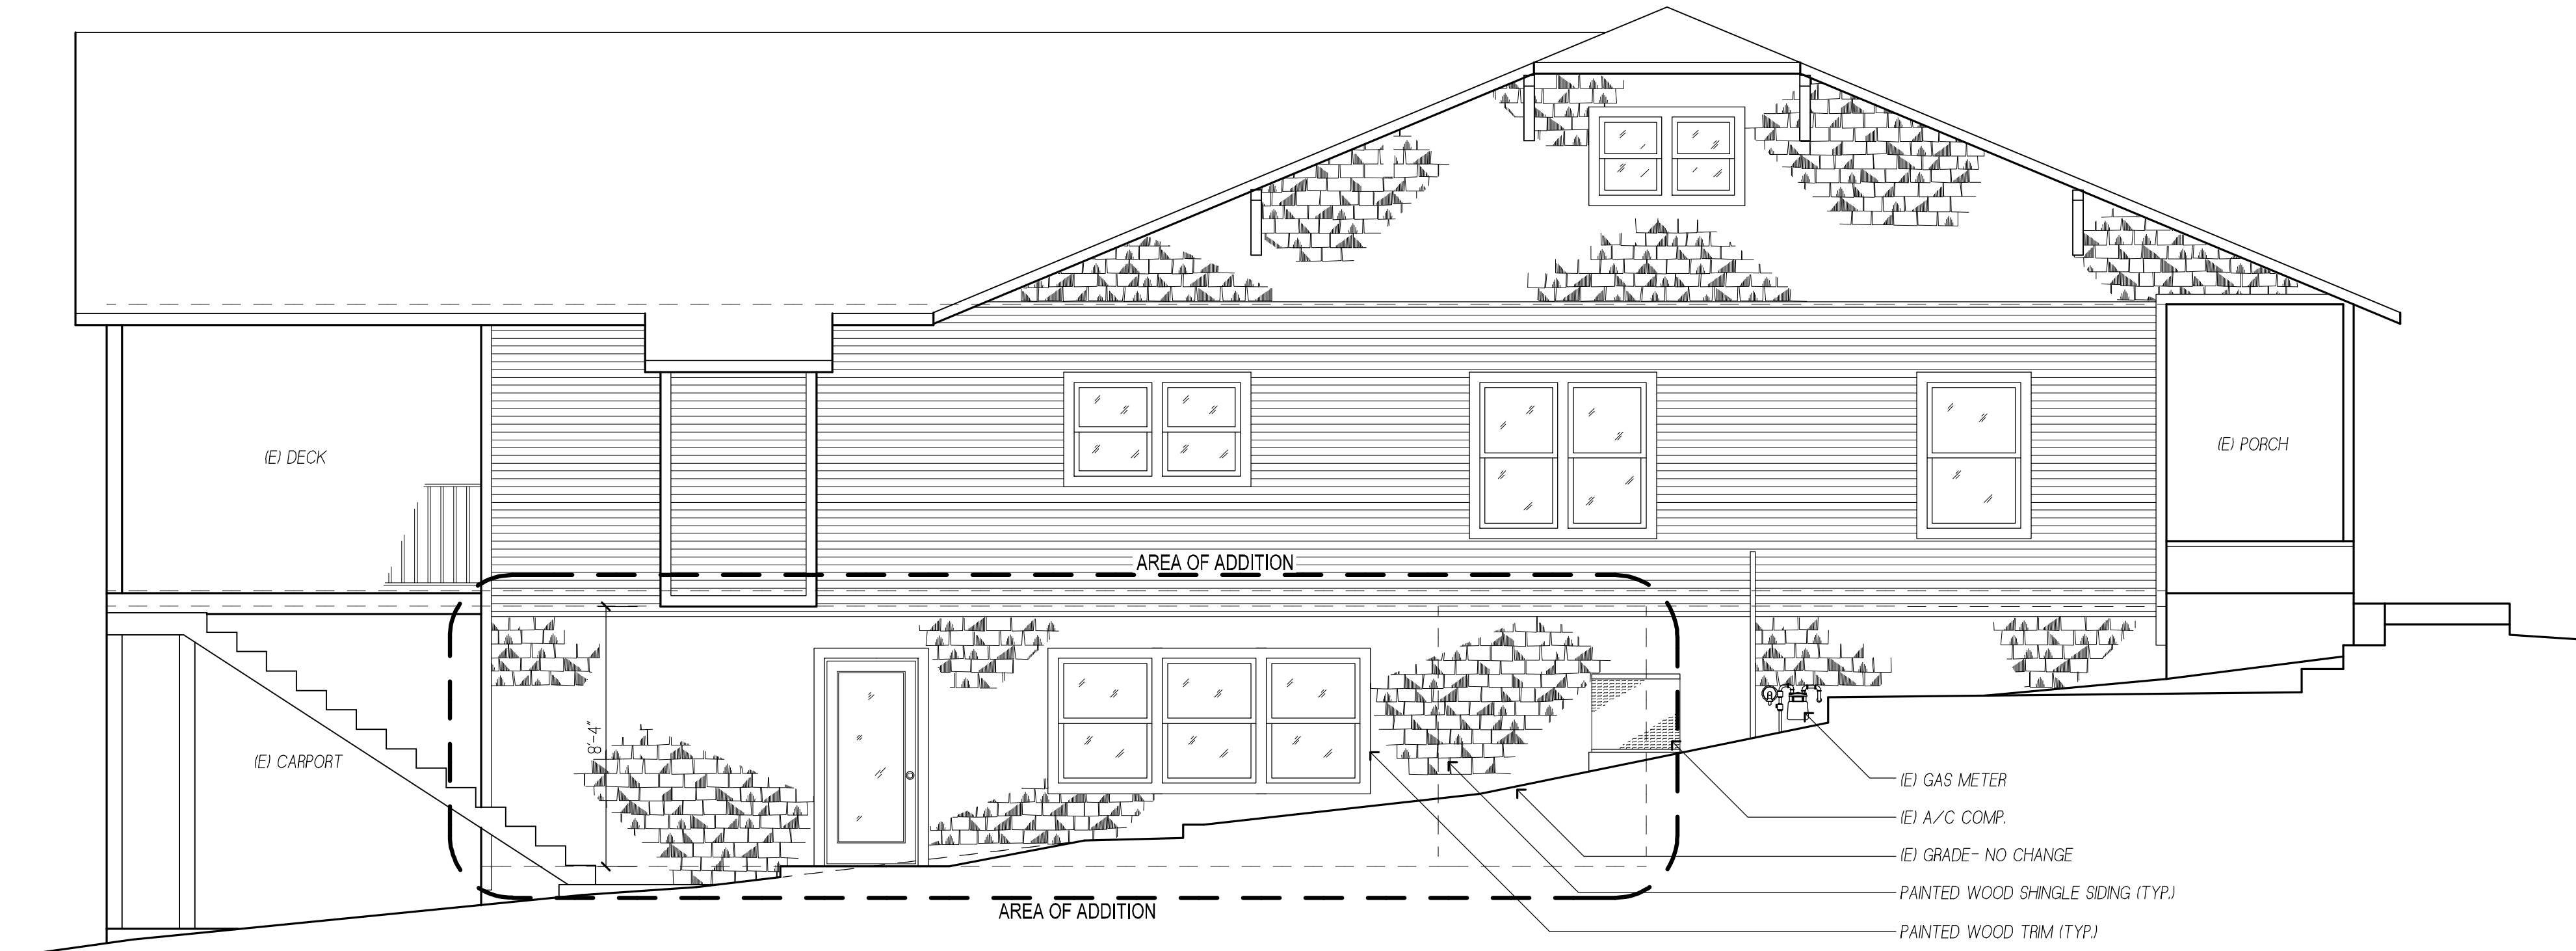 (E) DECK
(E) PORCH
AREA OF ADDITION
8'-4"
(E) CARPORT
(E) GAS METER
(E) A/C COMP.
(E) GRADE- NO CHANGE
PAINTED WOOD SHINGLE SIDING (TYP.)
AREA OF ADDITION
PAINTED WOOD TRIM (TYP.)